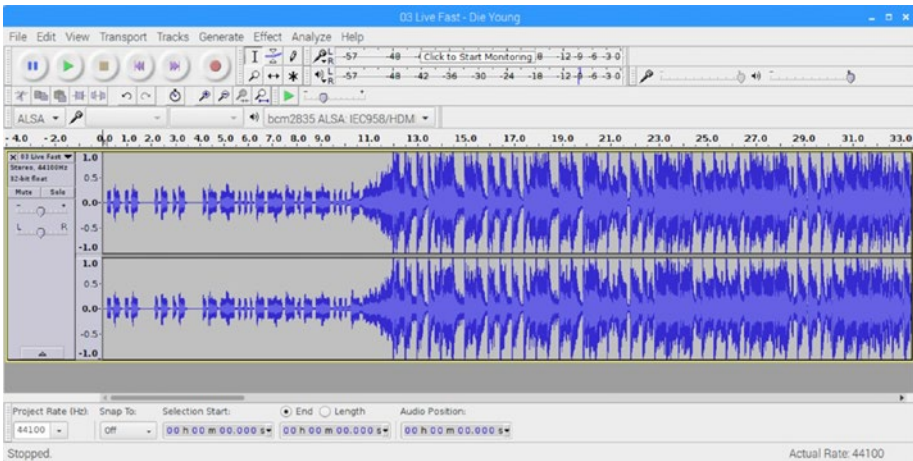 03 Live Fast - Die Young
File Edit View Transport Tracks Generate Effect Analyze Help
L R -57 -48 -4 Click to Start Monitoring 8 -12 -9 -6 -3 0
L R -57 -48 -42 -36 -30 -24 -18 -12 -9 -6 -3 0
ALSA bcm2835 ALSA: IEC958/HDMI
-4.0 -2.0 0.0 1.0 2.0 3.0 4.0 5.0 6.0 7.0 8.0 9.0 11.0 13.0 15.0 17.0 19.0 21.0 23.0 25.0 27.0 29.0 31.0 33.0
X 03 Live Fast 1.0
Stereo, 44100Hz
32-bit float 0.5
Mute Solo
- + 0.0
L R -0.5
-1.0
1.0
0.5
0.0
-0.5
-1.0
Project Rate (Hz): Snap To: Selection Start: End Length Audio Position:
44100 Off 00 h 00 m 00.000 s 00 h 00 m 00.000 s 00 h 00 m 00.000 s
Stopped. Actual Rate: 44100